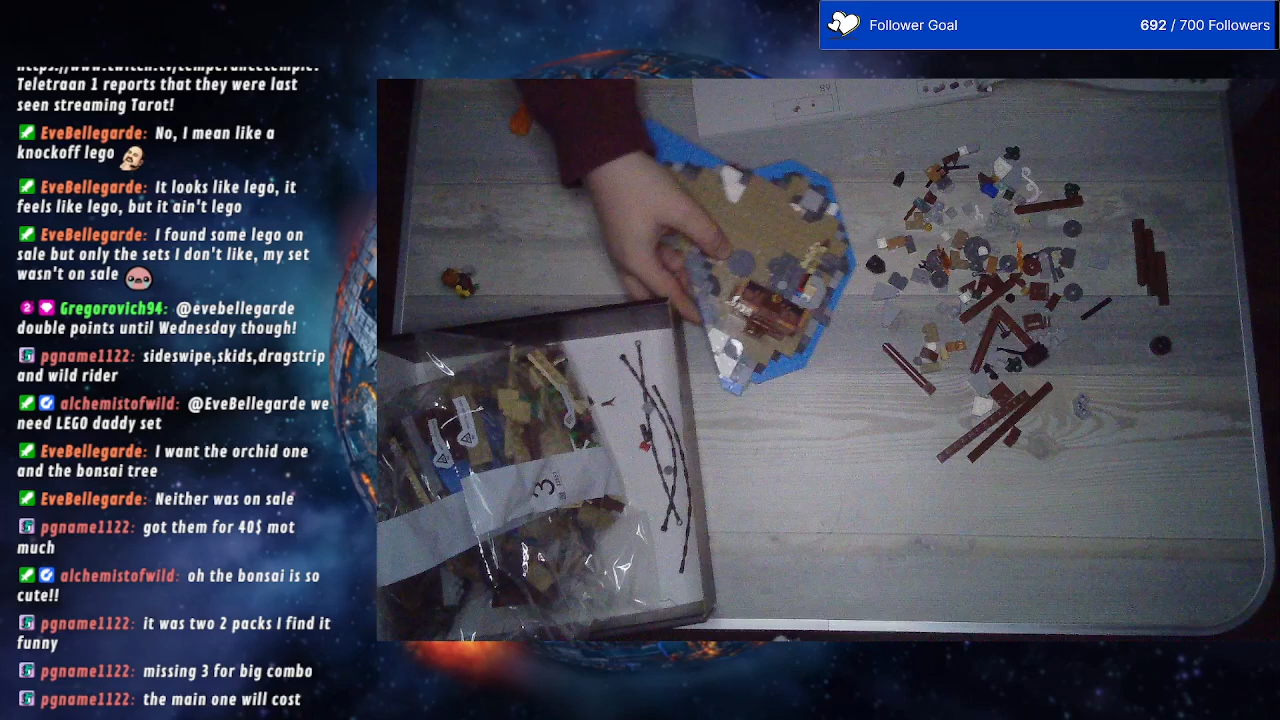 Follower Goal
692 / 700 Followers
https://www.twitch.tv/temperancetemple.
Teletraan 1 reports that they were last
seen streaming Tarot!
EveBellegarde: No, I mean like a
knockoff lego
EveBellegarde: It looks like lego, it
feels like lego, but it ain't lego
EveBellegarde: I found some lego on
sale but only the sets I don't like, my set
wasn't on sale
2 Gregorovich94: @evebellegarde
double points until Wednesday though!
pgname1122: sideswipe,skids,dragstrip
and wild rider
alchemistofwild: @EveBellegarde we
need LEGO daddy set
EveBellegarde: I want the orchid one
and the bonsai tree
EveBellegarde: Neither was on sale
pgname1122: got them for 40$ mot
much
alchemistofwild: oh the bonsai is so
cute!!
pgname1122: it was two 2 packs I find it
funny
pgname1122: missing 3 for big combo
pgname1122: the main one will cost
3